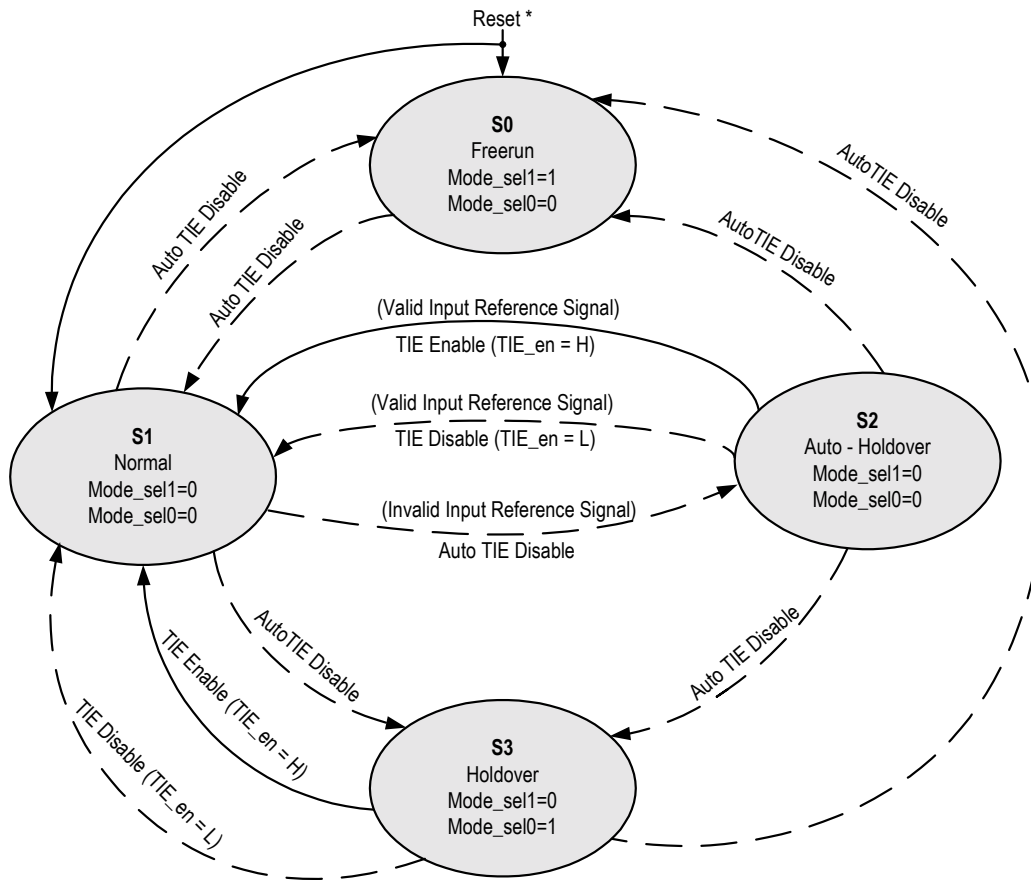 Reset *
S0
Freerun
Mode_sel1=1
Mode_sel0=0
Auto TIE Disable
Auto TIE Disable
AutoTIE Disable
AutoTIE Disable
(Valid Input Reference Signal)
TIE Enable (TIE_en = H)
(Valid Input Reference Signal)
TIE Disable (TIE_en = L)
(Invalid Input Reference Signal)
Auto TIE Disable
S1
Normal
Mode_sel1=0
Mode_sel0=0
S2
Auto - Holdover
Mode_sel1=0
Mode_sel0=0
AutoTIE Disable
TIE Enable (TIE_en = H)
TIE Disable (TIE_en = L)
Auto TIE Disable
S3
Holdover
Mode_sel1=0
Mode_sel0=1